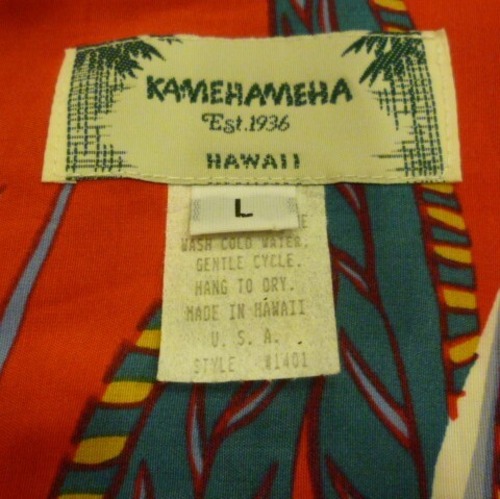 KAMEHAMEHA
Est.1936
HAWAII
L
WASH COLD WATER.
GENTLE CYCLE.
HANG TO DRY.
MADE IN HAWAII
U. S. A.
STYLE #1401